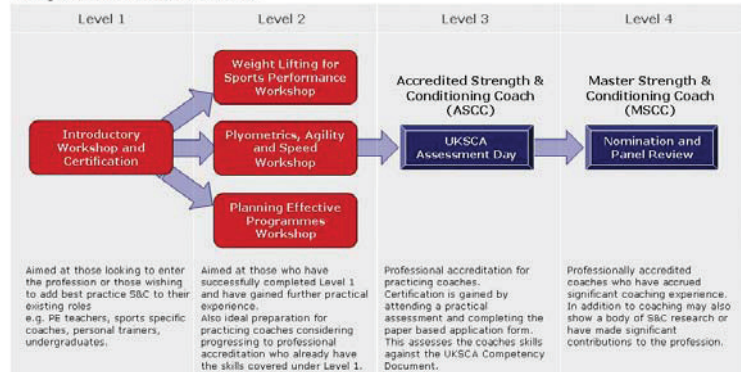 Level 1
Level 2
Level 3
Level 4
Introductory
Workshop and
Certification
Weight Lifting for
Sports Performance
Workshop
Plyometrics, Agility
and Speed
Workshop
Planning Effective
Programmes
Workshop
Accredited Strength &
Conditioning Coach
(ASCC)
UKSCA
Assessment Day
Master Strength &
Conditioning Coach
(MSCC)
Nomination and
Panel Review
Aimed at those looking to enter
the profession or those wishing
to add best practice S&C to their
existing roles
e.g. PE teachers, sports specific
coaches, personal trainers,
undergraduates.
Aimed at those who have
successfully completed Level 1
and have gained further practical
experience.
Also ideal preparation for
practicing coaches considering
progressing to professional
accreditation who already have
the skills covered under Level 1.
Professional accreditation for
practicing coaches.
Certification is gained by
attending a practical
assessment and completing the
paper based application form.
This assesses the coaches skills
against the UKSCA Competency
Document.
Professionally accredited
coaches who have accrued
significant coaching experience.
In addition to coaching may also
show a body of S&C research or
have made significant
contributions to the profession.